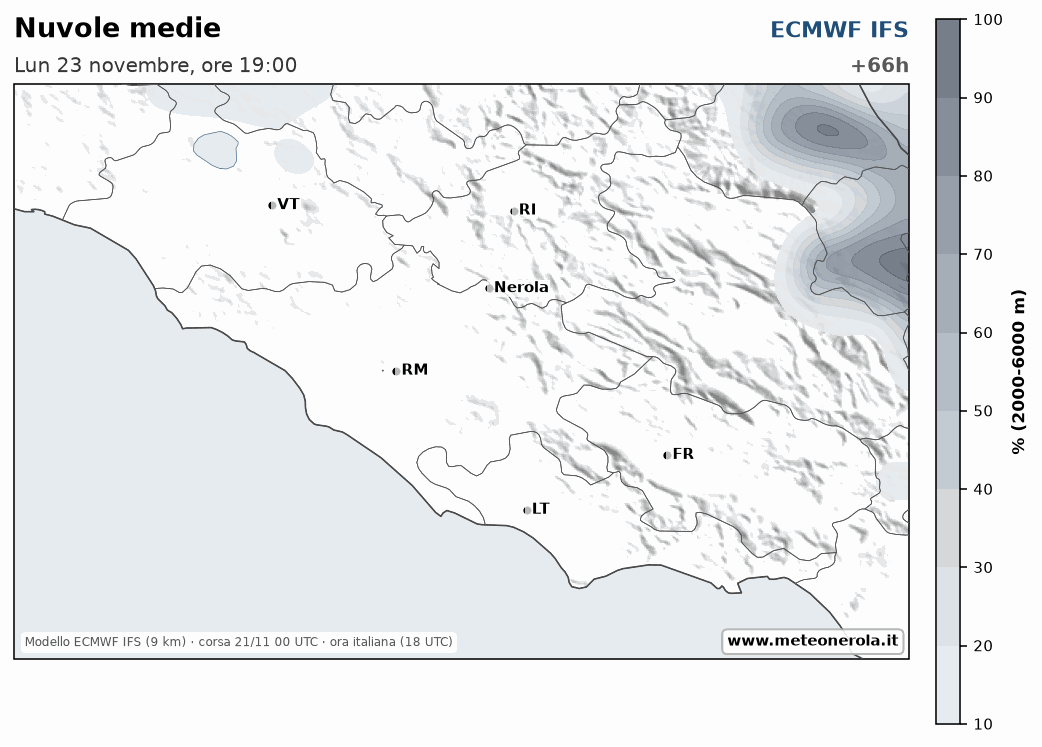 Nuvole medie
ECMWF IFS
Lun 23 novembre, ore 19:00
+66h
VT
RI
Nerola
RM
FR
LT
Modello ECMWF IFS (9 km) · corsa 21/11 00 UTC · ora italiana (18 UTC)
www.meteonerola.it
100
90
80
70
60
50
40
30
20
10
% (2000-6000 m)